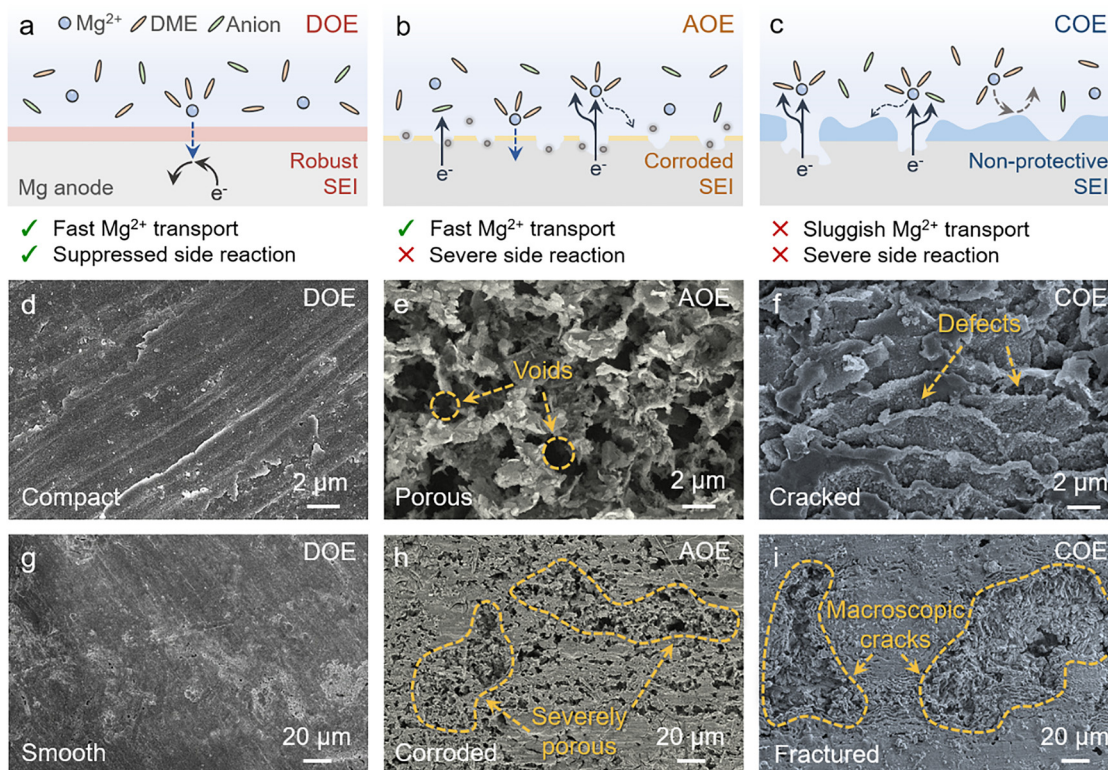 a Mg²⁺ DME Anion DOE
Robust
SEI
Mg anode
e⁻
✓ Fast Mg²⁺ transport
✓ Suppressed side reaction
b AOE
Corroded
SEI
e⁻ e⁻
✓ Fast Mg²⁺ transport
✕ Severe side reaction
c COE
Non-protective
SEI
e⁻ e⁻
✕ Sluggish Mg²⁺ transport
✕ Severe side reaction
d DOE
Compact 2 μm
e AOE
Voids
Porous 2 μm
f COE
Defects
Cracked 2 μm
g DOE
Smooth 20 μm
h AOE
Severely
porous
Corroded 20 μm
i COE
Macroscopic
cracks
Fractured 20 μm